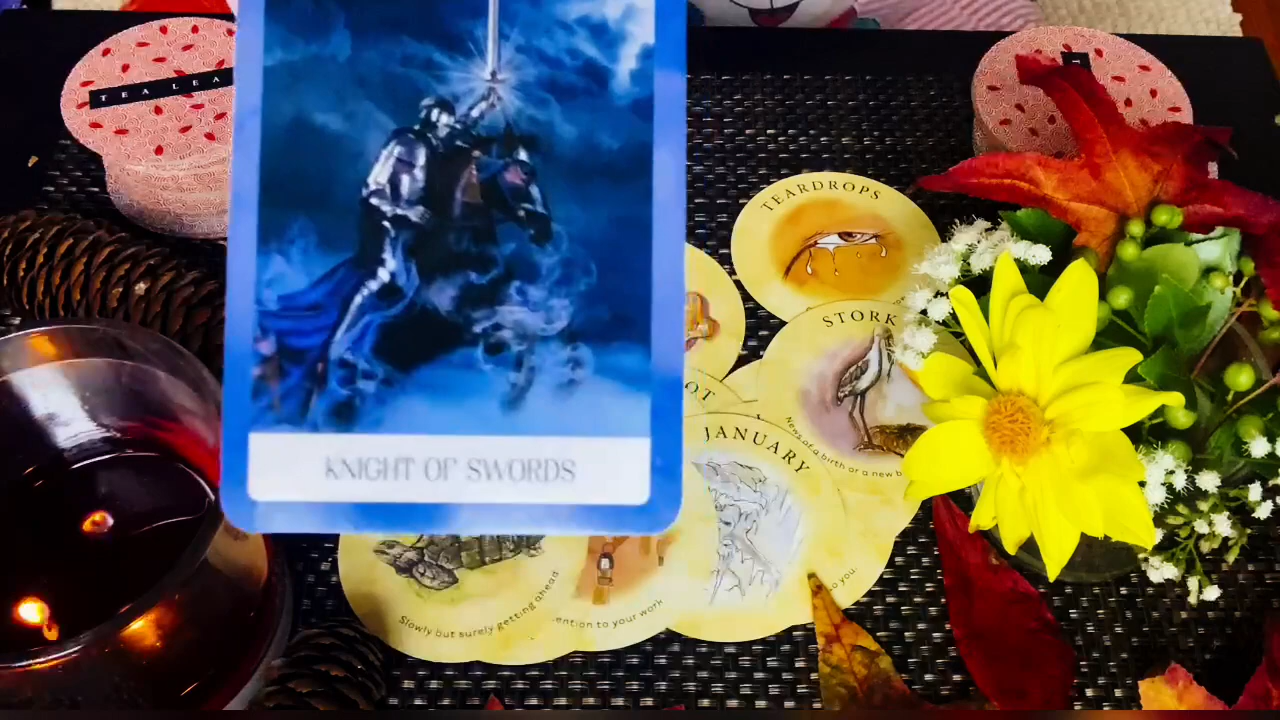 TEA LEA
T
TEARDROPS
STORK
News of a birth or a new b
OT
JANUARY
KNIGHT OF SWORDS
Slowly but surely getting ahead
ention to your work
to you.